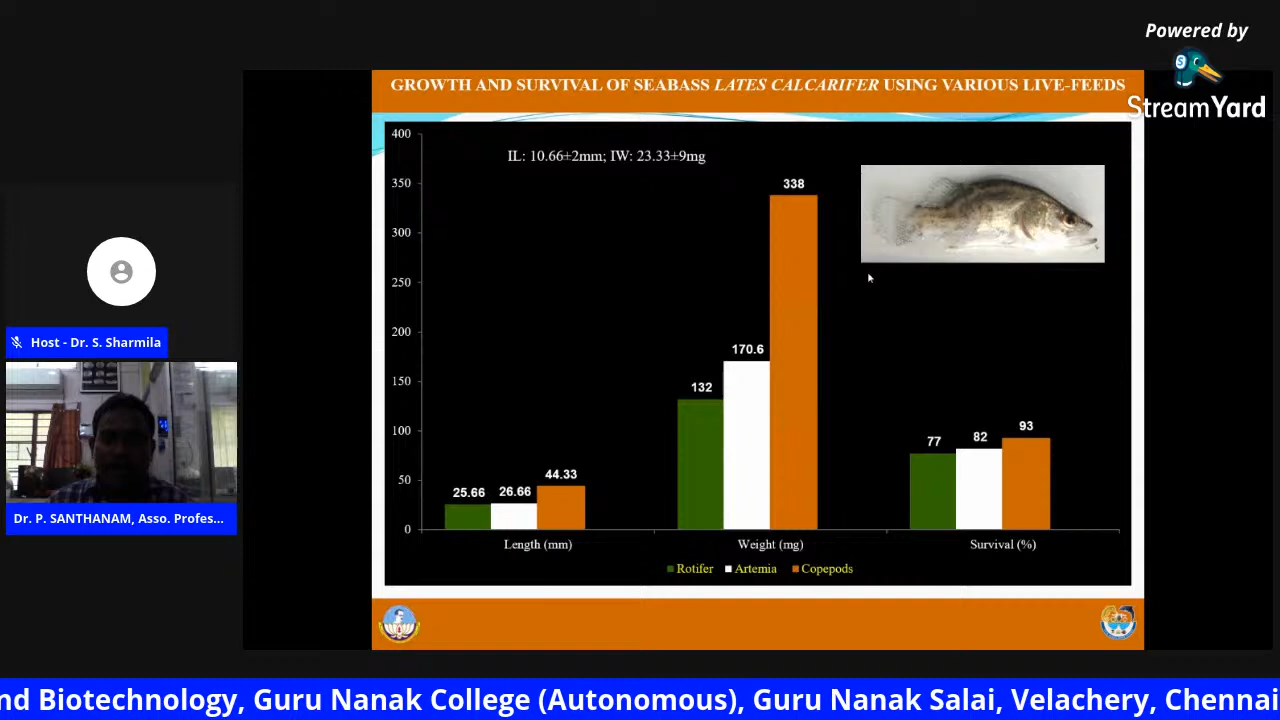 Powered by
StreamYard
GROWTH AND SURVIVAL OF SEABASS LATES CALCARIFER USING VARIOUS LIVE-FEEDS
400
350
300
250
200
150
100
50
0
IL: 10.66±2mm; IW: 23.33±9mm
25.66
26.66
44.33
132
170.6
338
77
82
93
Length (mm)
Weight (mg)
Survival (%)
Rotifer
Artemia
Copepods
Host - Dr. S. Sharmila
Dr. P. SANTHANAM, Asso. Profes...
nd Biotechnology, Guru Nanak College (Autonomous), Guru Nanak Salai, Velachery, Chennai